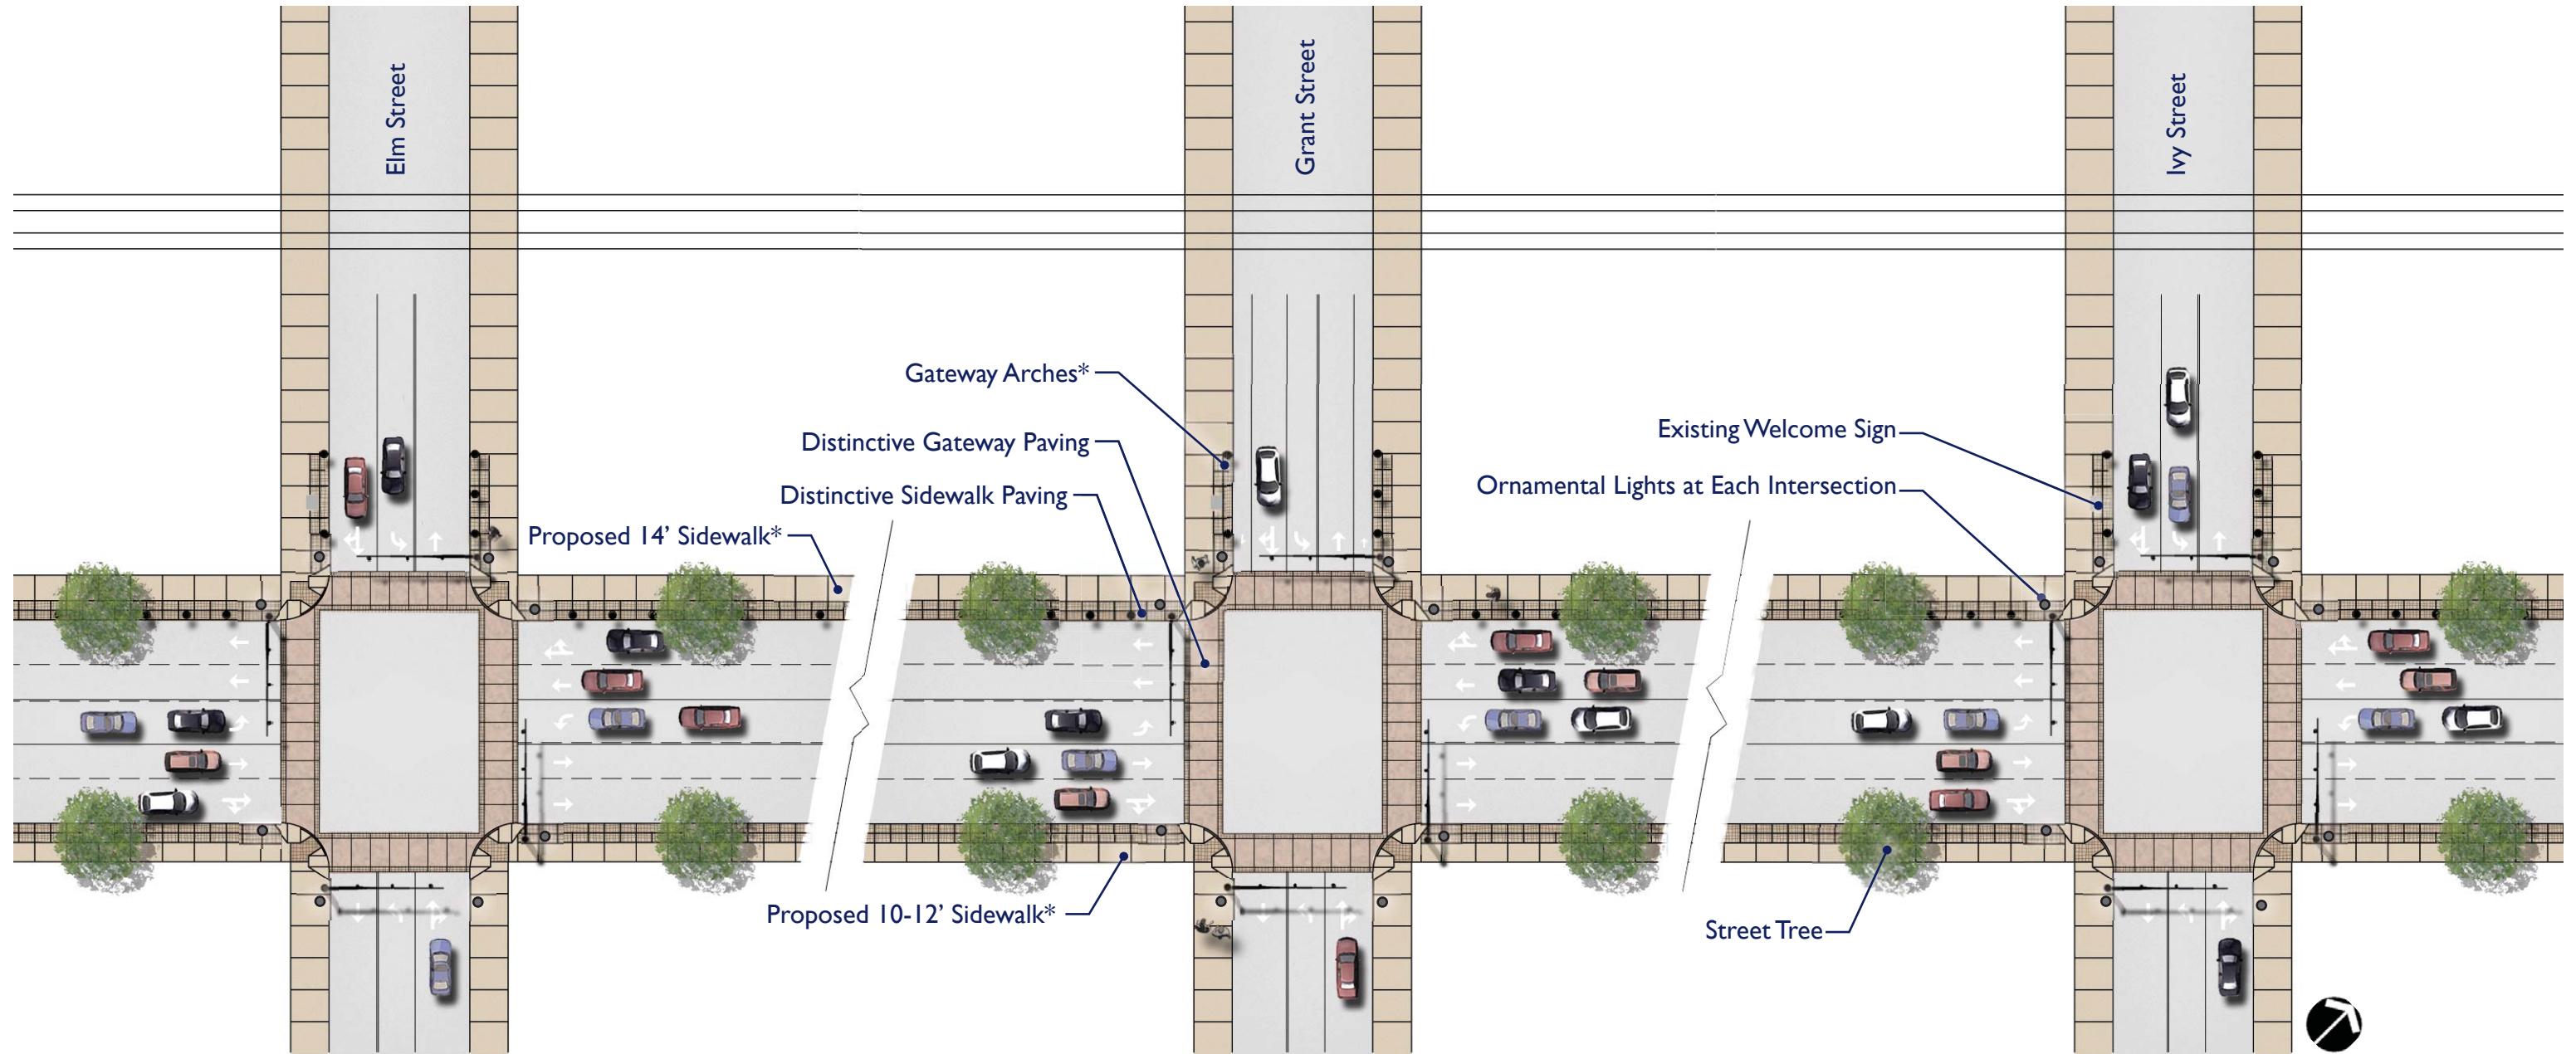 Elm Street
Grant Street
Ivy Street
Gateway Arches*
Distinctive Gateway Paving
Distinctive Sidewalk Paving
Proposed 14’ Sidewalk*
Existing Welcome Sign
Ornamental Lights at Each Intersection
Proposed 10-12’ Sidewalk*
Street Tree